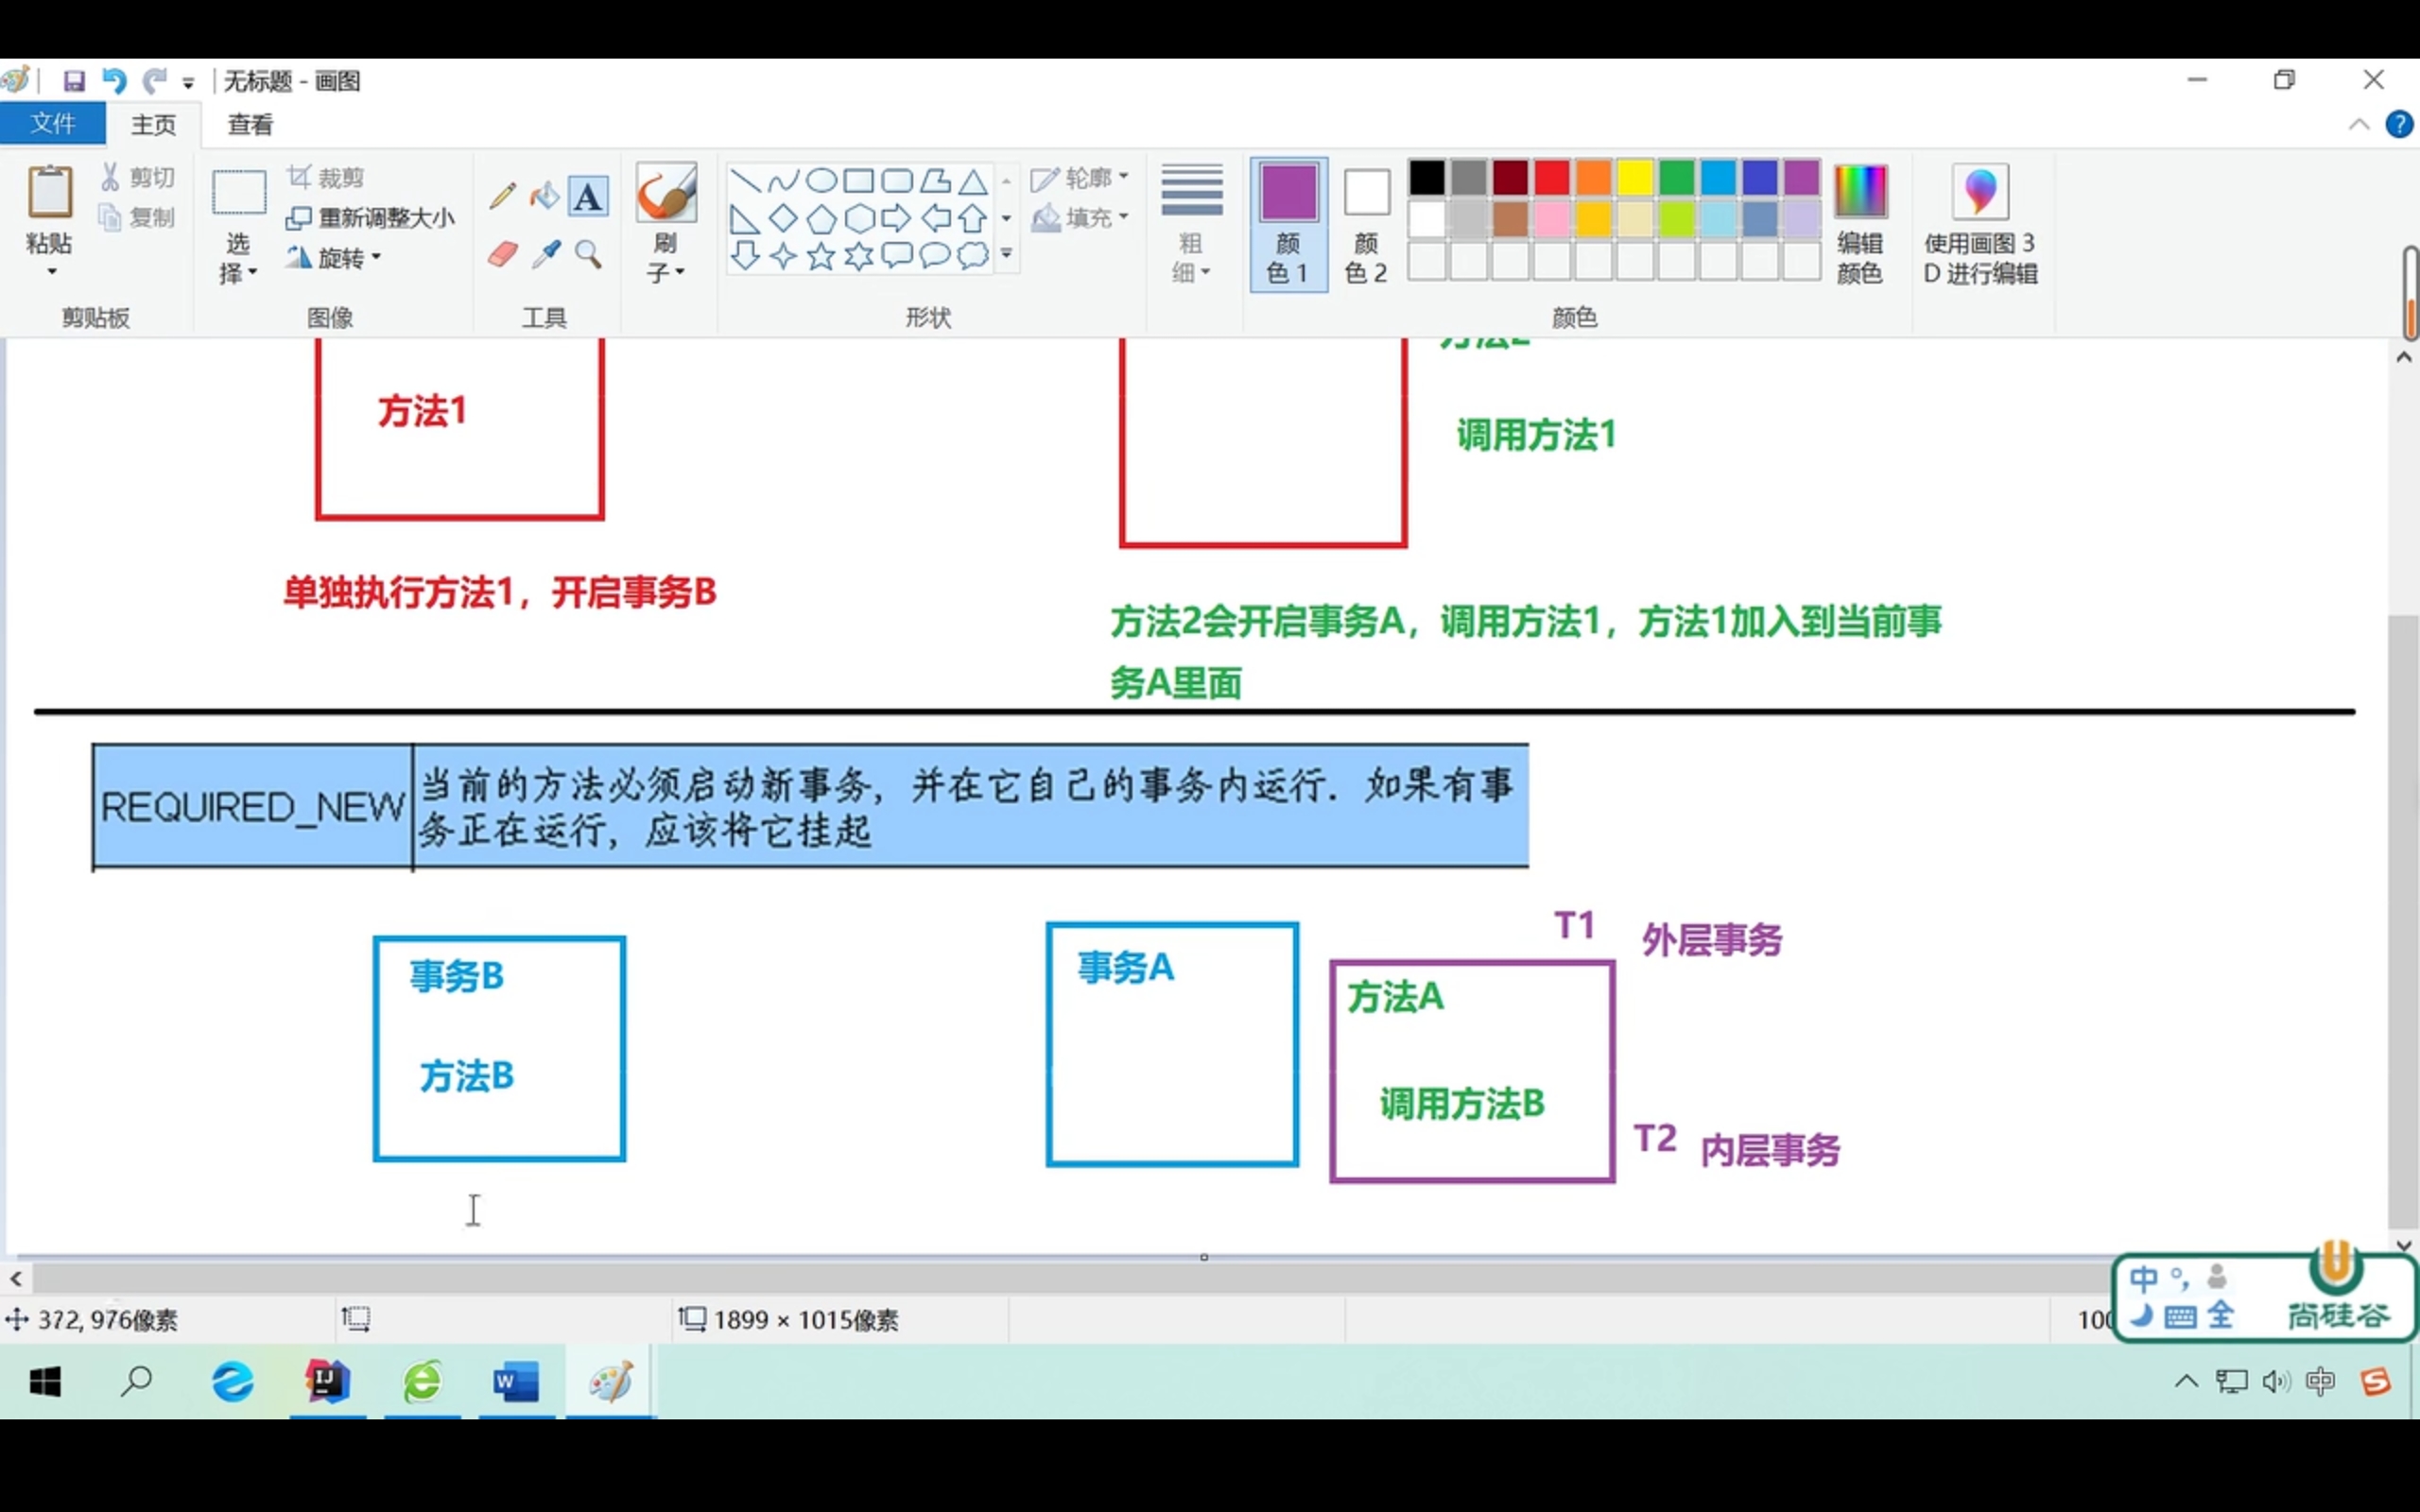 无标题 - 画图
文件 主页 查看
粘贴 剪切 复制 选择 裁剪 重新调整大小 旋转 A 刷子 轮廓 填充 粗细 颜色1 颜色2 编辑颜色 使用画图 3D 进行编辑
剪贴板 图像 工具 形状 颜色
方法2
方法1
调用方法1
单独执行方法1，开启事务B
方法2会开启事务A，调用方法1，方法1加入到当前事
务A里面
REQUIRED_NEW
当前的方法必须启动新事务，并在它自己的事务内运行．如果有事
务正在运行，应该将它挂起
T1 外层事务
事务B
方法B
事务A
方法A
调用方法B
T2 内层事务
372, 976像素
1899 × 1015像素
100
中 全
尚硅谷
中